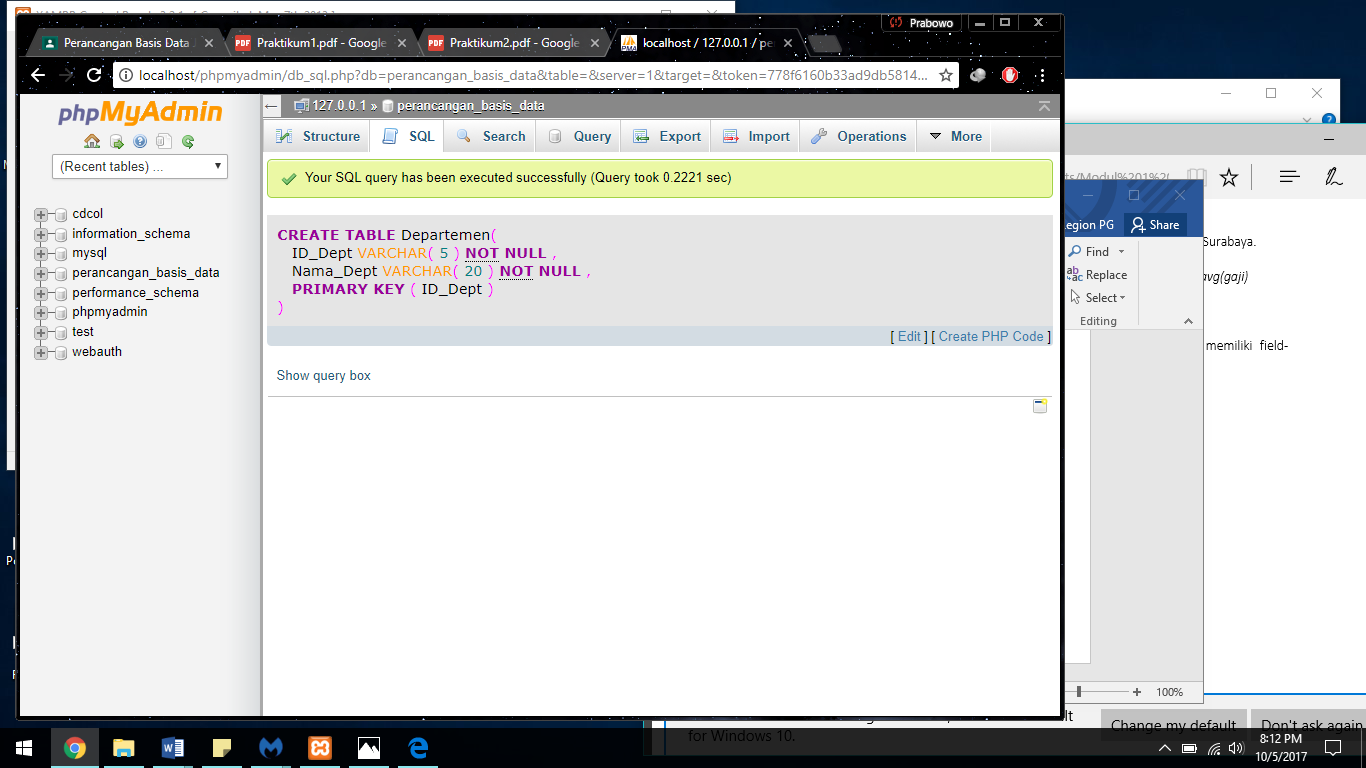 Prabowo
Perancangan Basis Data
Praktikum1.pdf - Google
Praktikum2.pdf - Google
localhost / 127.0.0.1 / pe
localhost/phpmyadmin/db_sql.php?db=perancangan_basis_data&table=&server=1&target=&token=778f6160b33ad9db5814...
phpMyAdmin
(Recent tables) ...
cdcol
information_schema
mysql
perancangan_basis_data
performance_schema
phpmyadmin
test
webauth
127.0.0.1 » perancangan_basis_data
Structure
SQL
Search
Query
Export
Import
Operations
More
Your SQL query has been executed successfully (Query took 0.2221 sec)
CREATE TABLE Departemen(
ID_Dept VARCHAR( 5 ) NOT NULL ,
Nama_Dept VARCHAR( 20 ) NOT NULL ,
PRIMARY KEY ( ID_Dept )
)
[ Edit ] [ Create PHP Code ]
Show query box
Share
Find
Replace
Select
Editing
100%
Surabaya.
avg(gaji)
memiliki field-
for Windows 10.
Change my default
Don't ask again
8:12 PM
10/5/2017